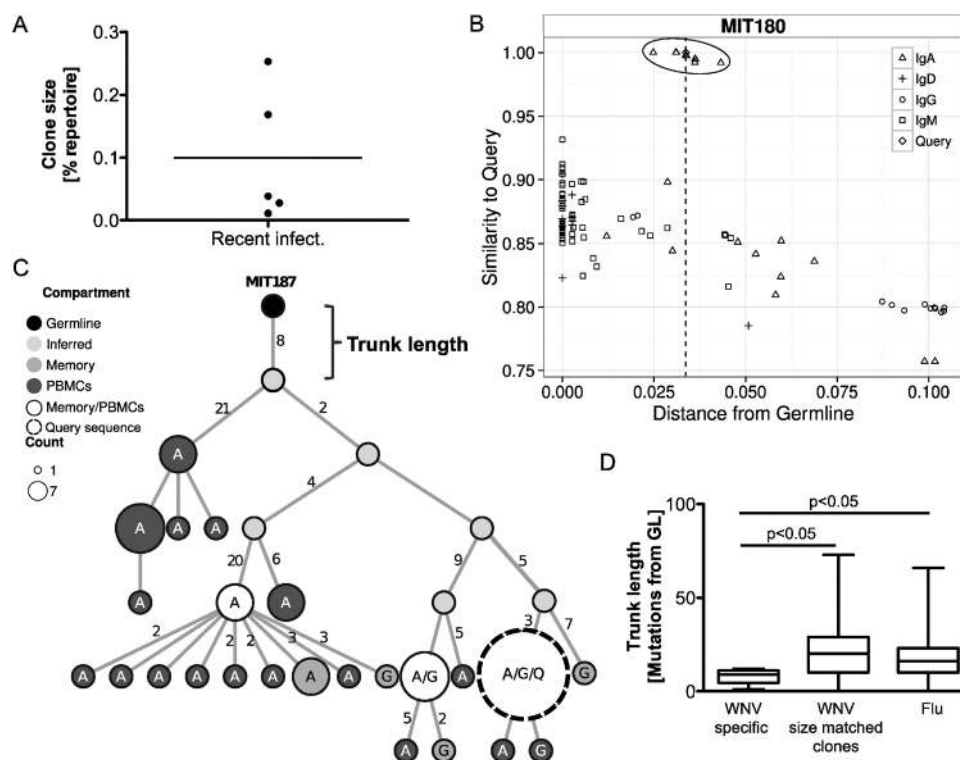 A
Clone size
[% repertoire]
0.3
0.2
0.1
0.0
Recent infect.
B
MIT180
Similarity to Query
1.00
0.95
0.90
0.85
0.80
0.75
IgA
IgD
IgG
IgM
Query
0.000
0.025
0.050
0.075
0.100
Distance from Germline
C
Compartment
Germline
Inferred
Memory
PBMCs
Memory/PBMCs
Query sequence
Count
1
7
MIT187
8
Trunk length
21
2
A
4
A
A
A
20
6
9
5
A
A
A
3
7
2
2
2
3
3
5
A
A
A
A
A
A
A
A
G
A/G
A
A/G/Q
G
5
2
A
G
A
G
D
Trunk length
[Mutations from GL]
100
50
0
p<0.05
p<0.05
WNV
specific
WNV
size matched
clones
Flu